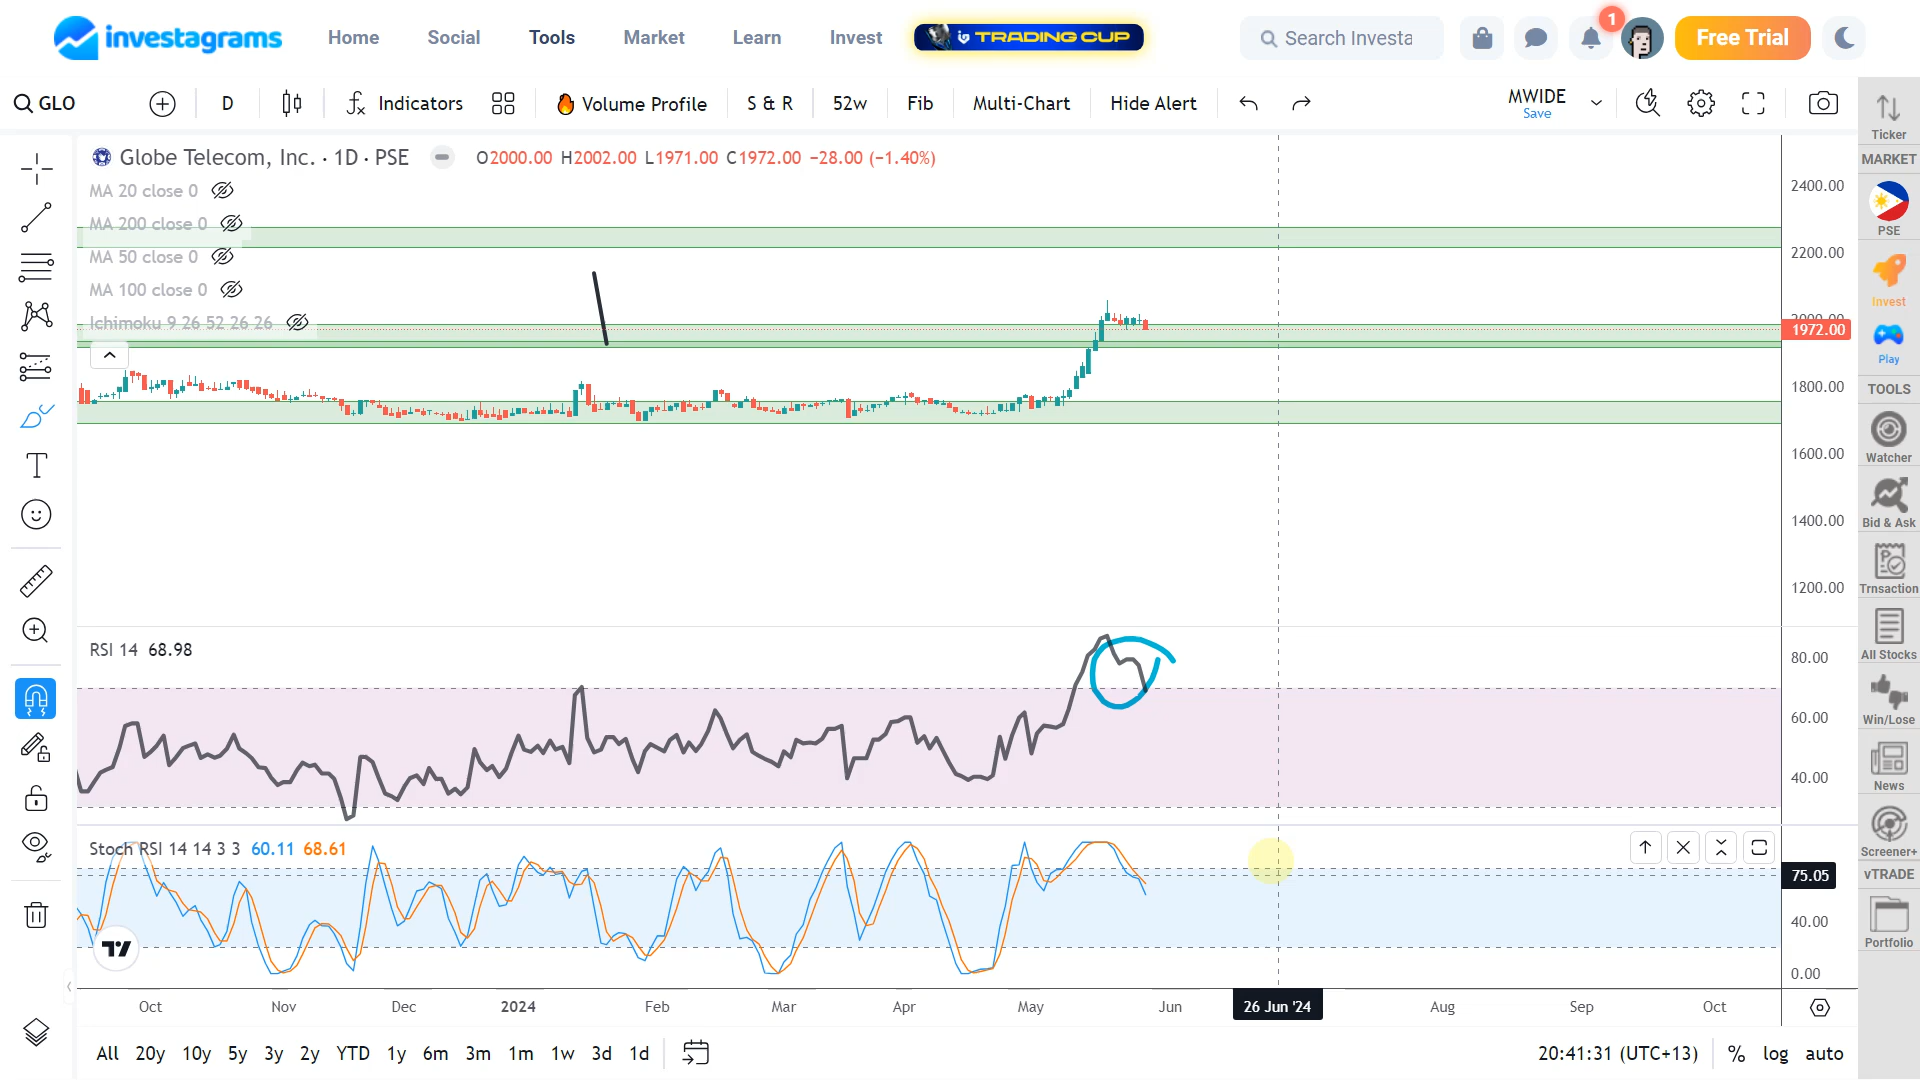 investagrams Home Social Tools Market Learn Invest TRADING CUP Search Investa 1 Free Trial
GLO D Indicators Volume Profile S & R 52w Fib Multi-Chart Hide Alert MWIDE Save
Globe Telecom, Inc. · 1D · PSE O2000.00 H2002.00 L1971.00 C1972.00 −28.00 (−1.40%)
MA 20 close 0
MA 200 close 0
MA 50 close 0
MA 100 close 0
Ichimoku 9 26 52 26 26
2400.00
2200.00
2000.00
1972.00
1800.00
1600.00
1400.00
1200.00
RSI 14 68.98
80.00
60.00
40.00
Stoch RSI 14 14 3 3 60.11 68.61
75.05
40.00
0.00
Oct Nov Dec 2024 Feb Mar Apr May Jun 26 Jun '24 Aug Sep Oct
All 20y 10y 5y 3y 2y YTD 1y 6m 3m 1m 1w 3d 1d 20:41:31 (UTC+13) % log auto
Ticker
MARKET
PSE
Invest
Play
TOOLS
Watcher
Bid & Ask
Trnsaction
All Stocks
Win/Lose
News
Screener+
vTRADE
Portfolio